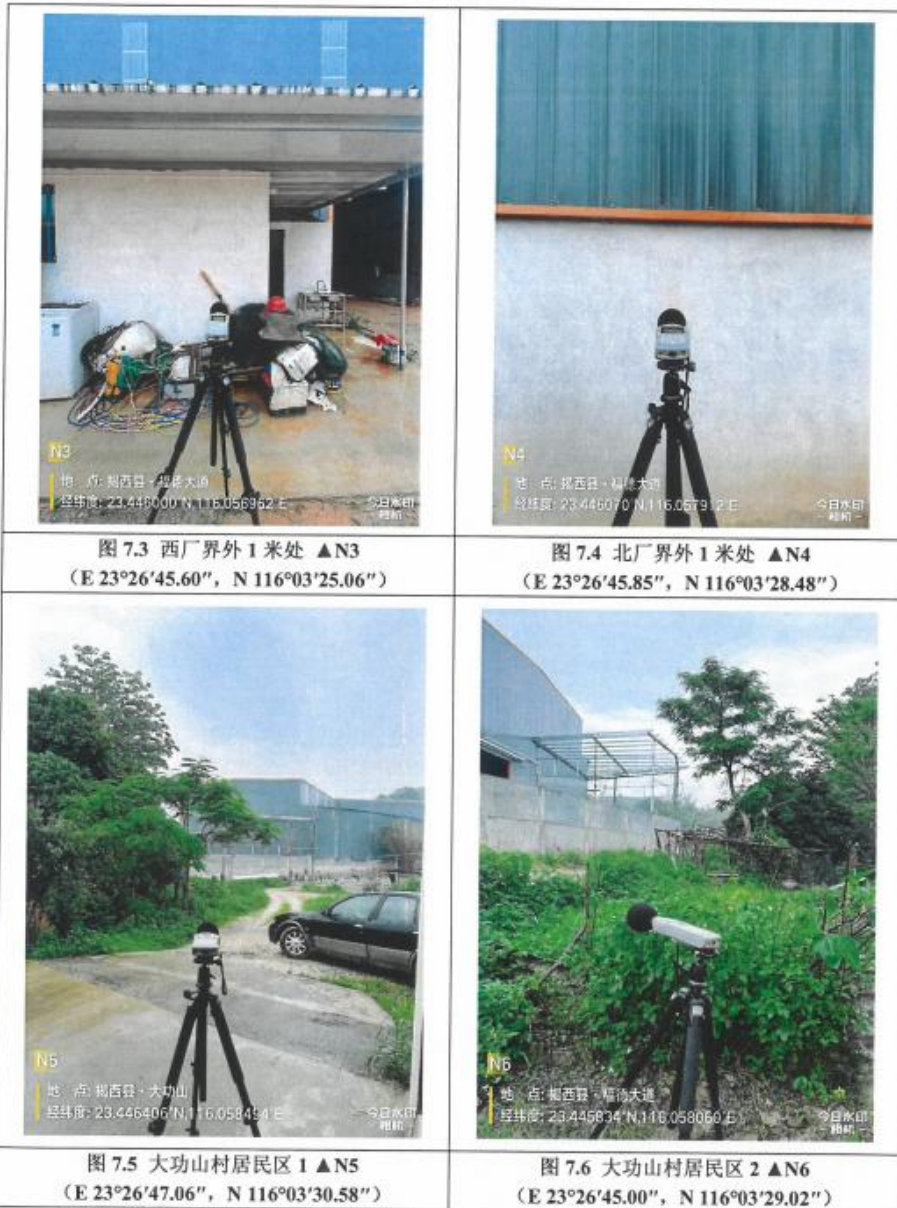 N3
地 点: 揭西县·福德大道
经纬度: 23.446000°N,116.056962°E
今日水印
- 相机 -
N4
地 点: 揭西县·福德大道
经纬度: 23.446070°N,116.057912°E
今日水印
- 相机 -
图 7.3 西厂界外 1 米处 ▲N3
（E 23°26′45.60″，N 116°03′25.06″）
图 7.4 北厂界外 1 米处 ▲N4
（E 23°26′45.85″，N 116°03′28.48″）
N5
地 点: 揭西县·大功山
经纬度: 23.446406°N,116.058494°E
今日水印
- 相机 -
N6
地 点: 揭西县·福德大道
经纬度: 23.445834°N,116.058060°E
今日水印
- 相机 -
图 7.5 大功山村居民区 1 ▲N5
（E 23°26′47.06″，N 116°03′30.58″）
图 7.6 大功山村居民区 2 ▲N6
（E 23°26′45.00″，N 116°03′29.02″）